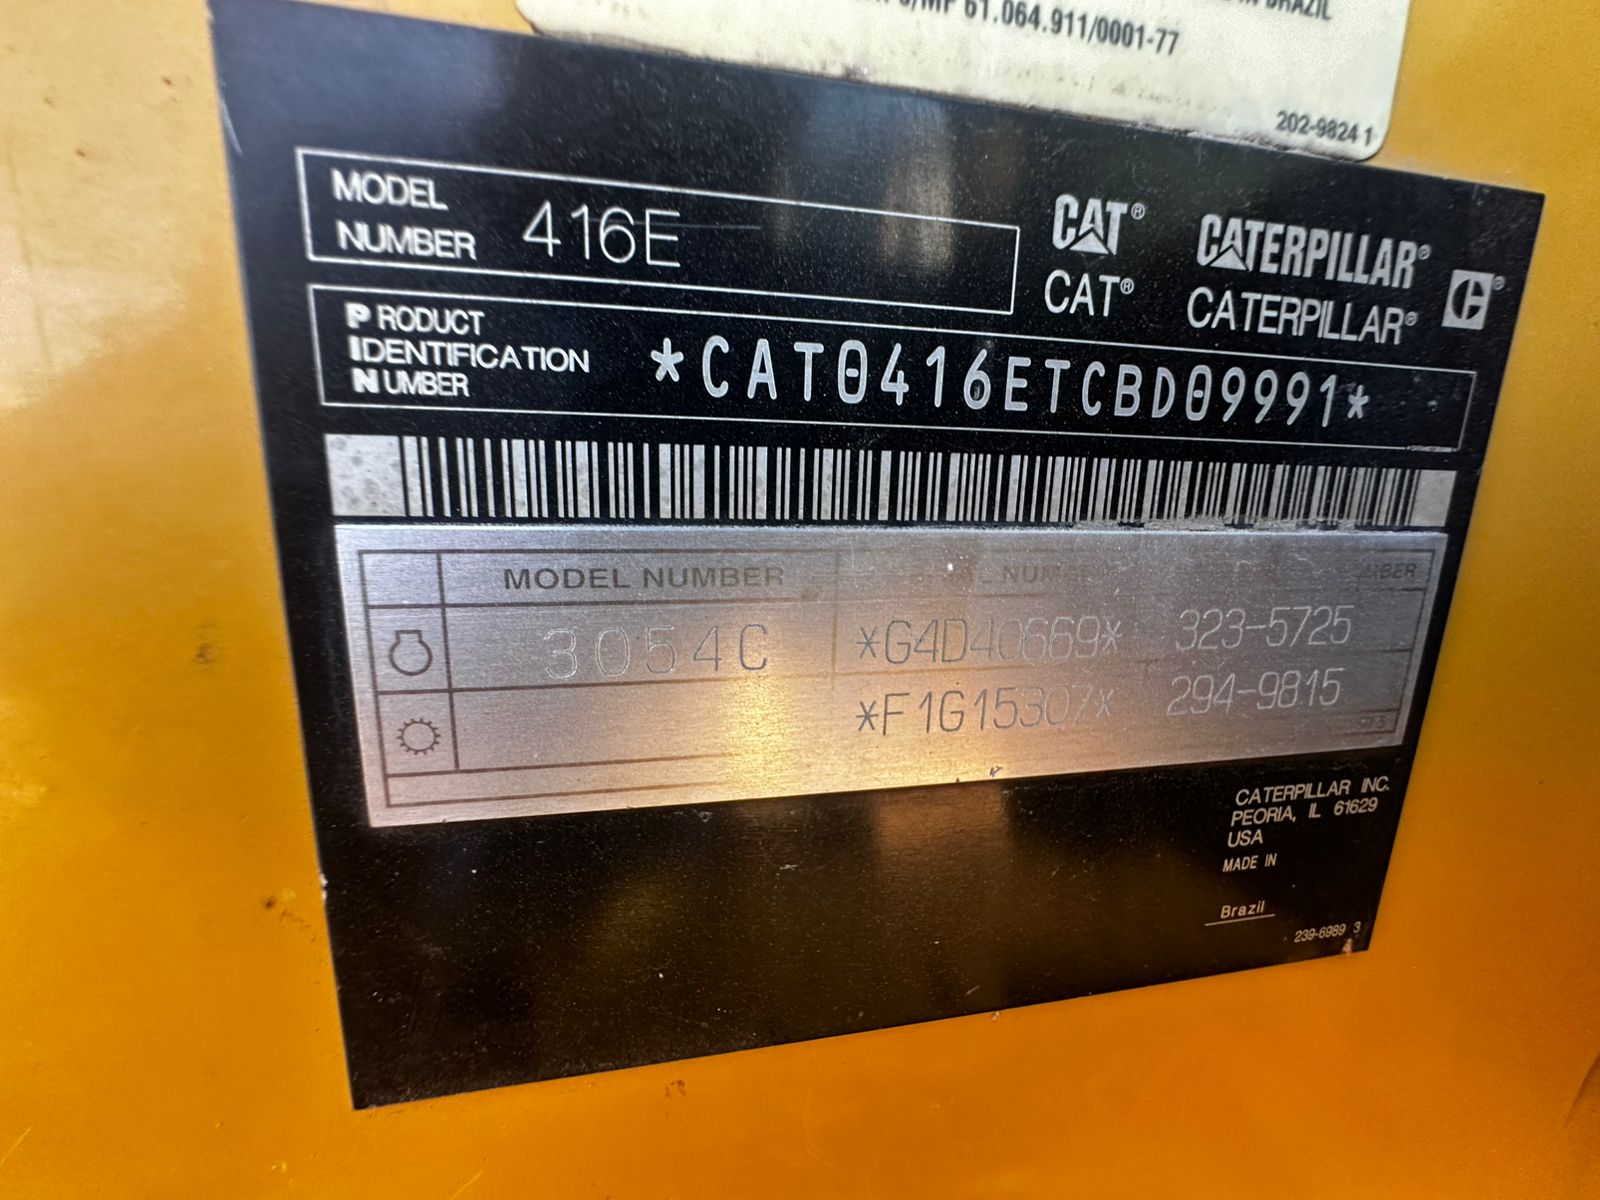 61.064.911/0001-77
202-9824 1
MODEL
NUMBER 416E
CAT® CATERPILLAR®
CAT® CATERPILLAR®
PRODUCT
IDENTIFICATION
NUMBER
*CAT0416ETCBD09991*
MODEL NUMBER
3054C *G4D40669* 323-5725
*F1G15307* 294-9815
CATERPILLAR INC.
PEORIA, IL 61629
USA
MADE IN
Brazil
239-6989 3